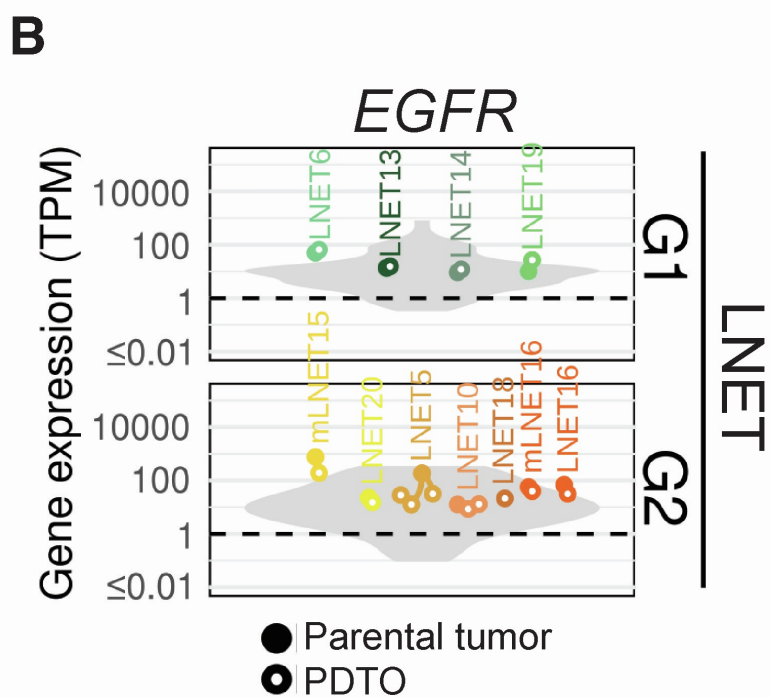 B
EGFR
Gene expression (TPM)
10000
100
1
≤0.01
LNET6
LNET13
LNET14
LNET19
G1
10000
100
1
≤0.01
mLNET15
LNET20
LNET5
LNET10
LNET18
mLNET16
LNET16
G2
LNET
Parental tumor
PDTO